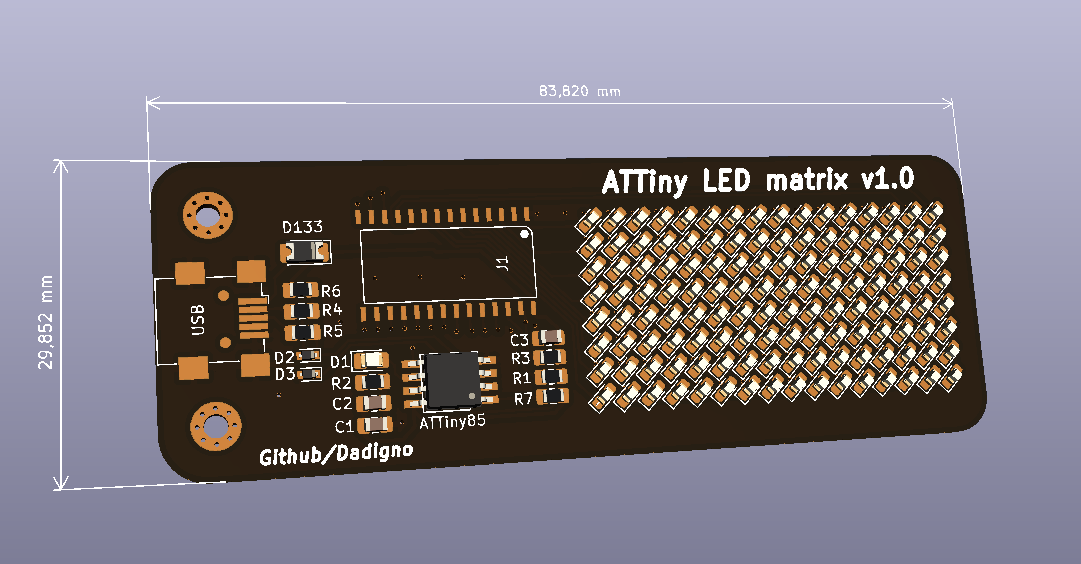 83,820 mm
ATTiny LED matrix v1.0
29,852 mm
D133
J1
USB
R6
R4
R5
D2
D3
D1
R2
C2
C1
C3
R3
R1
R7
ATTiny85
Github/Dadigno